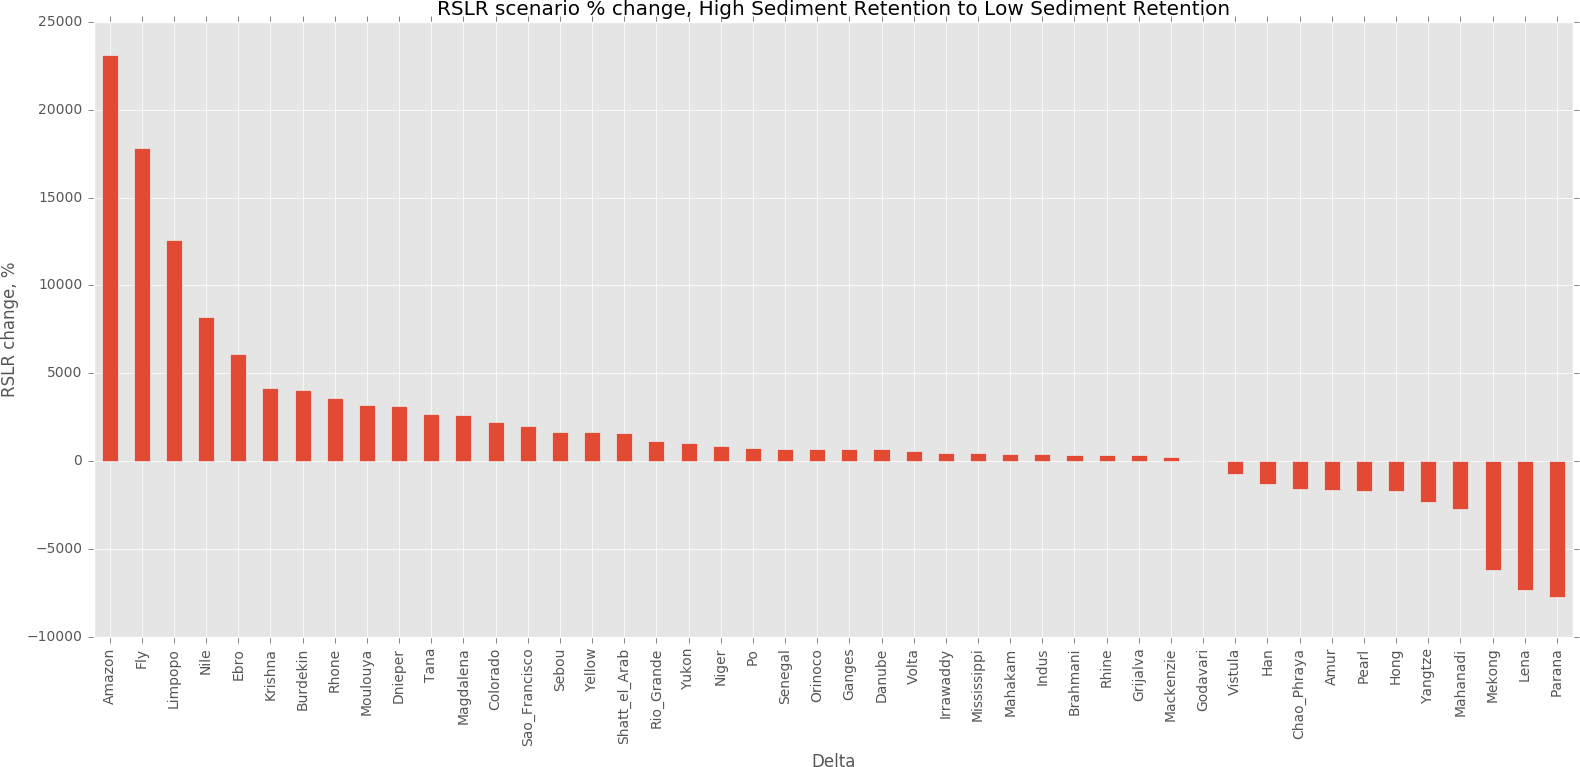 RSLR scenario % change, High Sediment Retention to Low Sediment Retention
RSLR change, %
25000
20000
15000
10000
5000
0
−5000
−10000
Amazon
Fly
Limpopo
Nile
Ebro
Krishna
Burdekin
Rhone
Moulouya
Dnieper
Tana
Magdalena
Colorado
Sao_Francisco
Sebou
Yellow
Shatt_el_Arab
Rio_Grande
Yukon
Niger
Po
Senegal
Orinoco
Ganges
Danube
Volta
Irrawaddy
Mississippi
Mahakam
Indus
Brahmani
Rhine
Grijalva
Mackenzie
Godavari
Vistula
Han
Chao_Phraya
Amur
Pearl
Hong
Yangtze
Mahanadi
Mekong
Lena
Parana
Delta